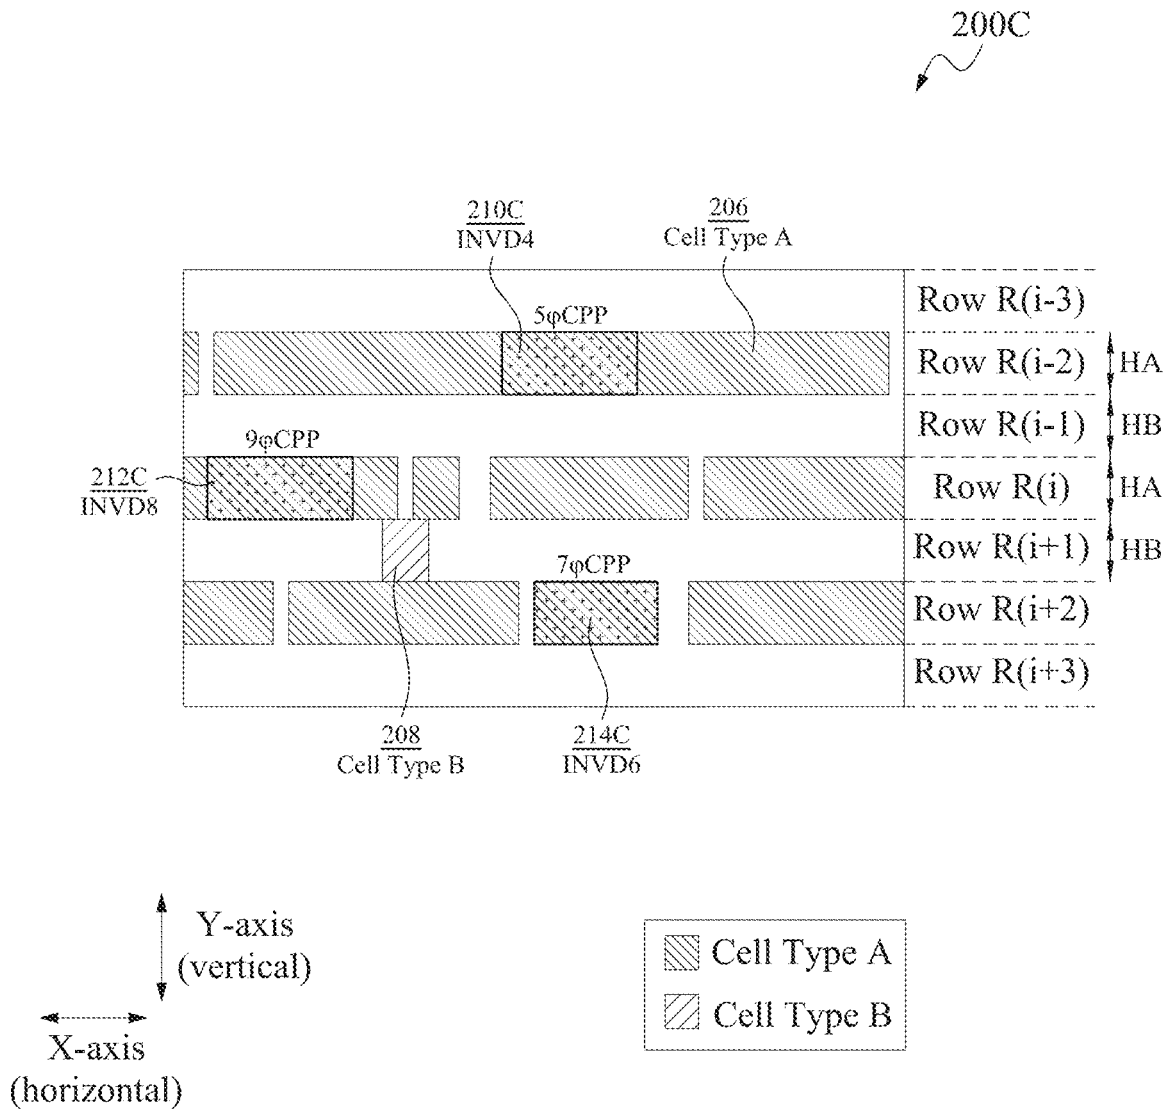 200C
210C
INVD4
206
Cell Type A
Row R(i-3)
5φCPP
Row R(i-2)
HA
Row R(i-1)
HB
9φCPP
212C
INVD8
Row R(i)
HA
Row R(i+1)
HB
7φCPP
Row R(i+2)
Row R(i+3)
208
Cell Type B
214C
INVD6
Y-axis
(vertical)
X-axis
(horizontal)
Cell Type A
Cell Type B